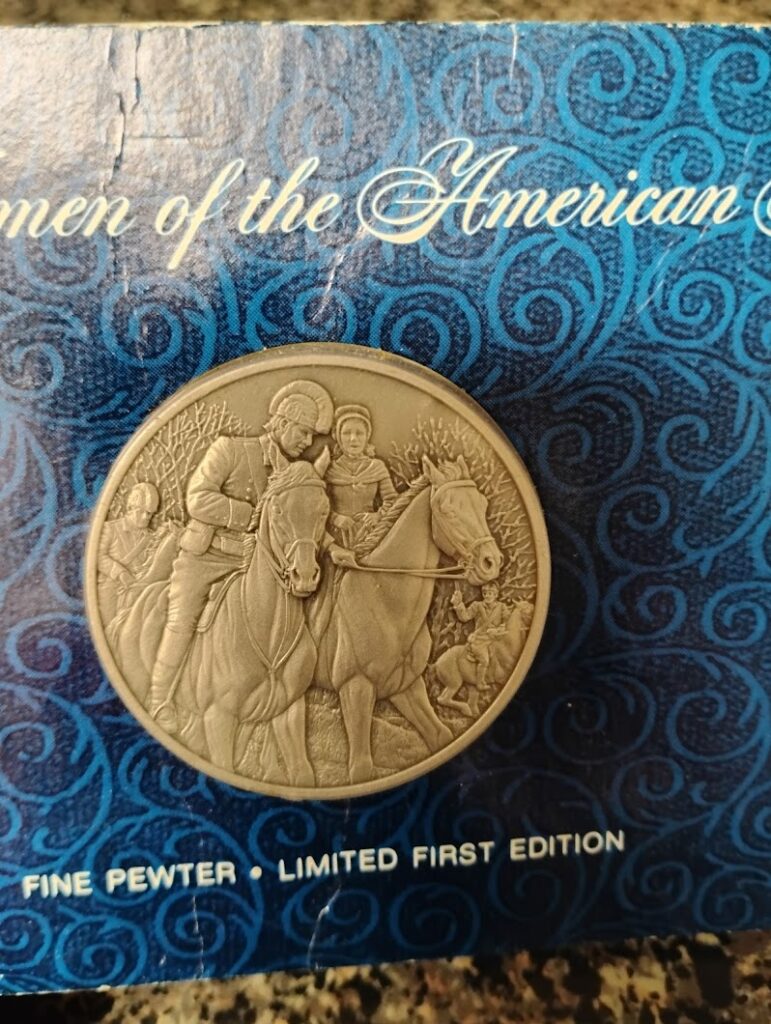 men of the American
FINE PEWTER • LIMITED FIRST EDITION